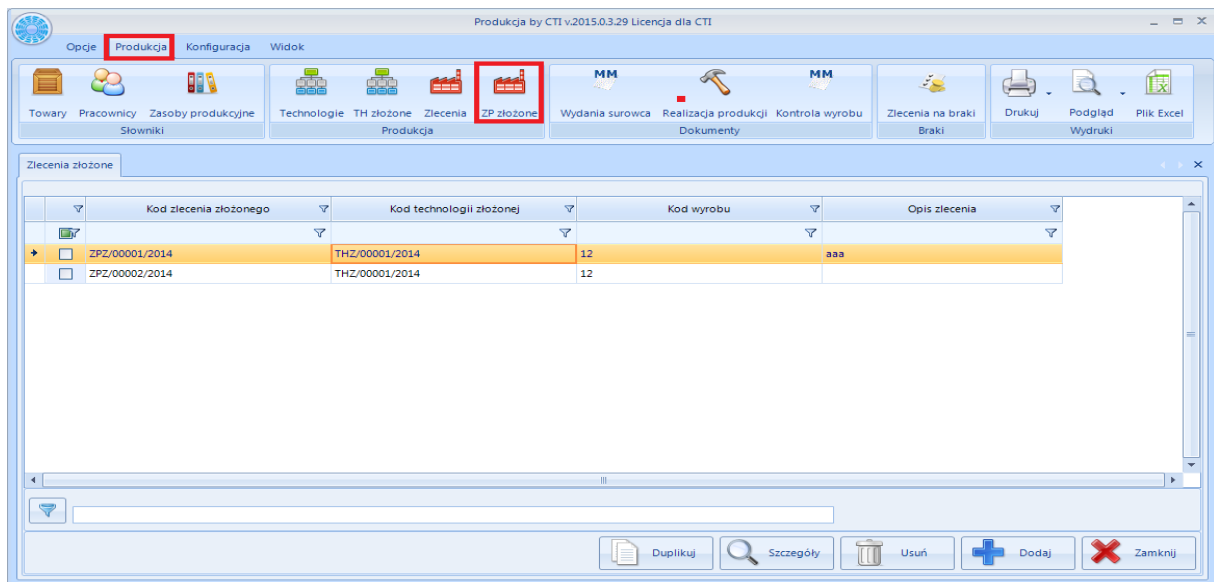 Produkcja by CTI v.2015.0.3.29 Licencja dla CTI
Opcje Produkcja Konfiguracja Widok
MM MM
Towary Pracownicy Zasoby produkcyjne Technologie TH złożone Zlecenia ZP złożone Wydania surowca Realizacja produkcji Kontrola wyrobu Zlecenia na braki Drukuj Podgląd Plik Excel
Słowniki Produkcja Dokumenty Braki Wydruki
Zlecenia złożone
Kod zlecenia złożonego Kod technologii złożonej Kod wyrobu Opis zlecenia
ZPZ/00001/2014 THZ/00001/2014 12 aaa
ZPZ/00002/2014 THZ/00001/2014 12
Duplikuj Szczegóły Usuń Dodaj Zamknij